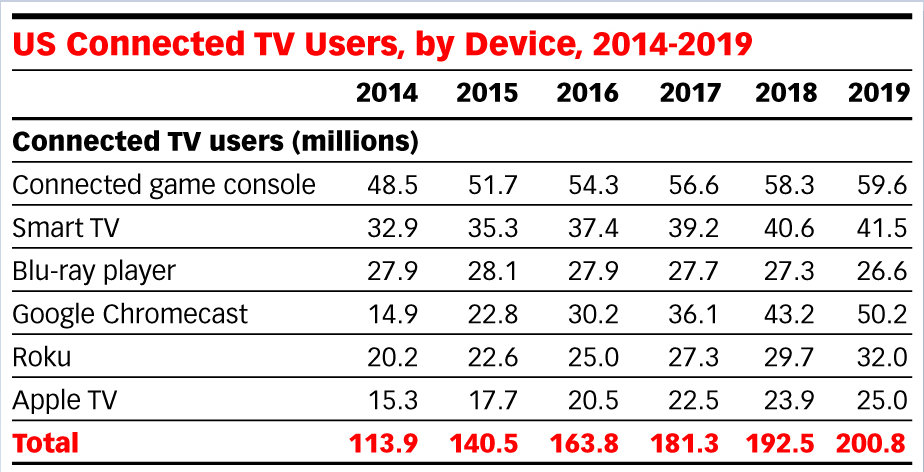 US Connected TV Users, by Device, 2014-2019
2014 2015 2016 2017 2018 2019
Connected TV users (millions)
Connected game console 48.5 51.7 54.3 56.6 58.3 59.6
Smart TV 32.9 35.3 37.4 39.2 40.6 41.5
Blu-ray player 27.9 28.1 27.9 27.7 27.3 26.6
Google Chromecast 14.9 22.8 30.2 36.1 43.2 50.2
Roku 20.2 22.6 25.0 27.3 29.7 32.0
Apple TV 15.3 17.7 20.5 22.5 23.9 25.0
Total 113.9 140.5 163.8 181.3 192.5 200.8